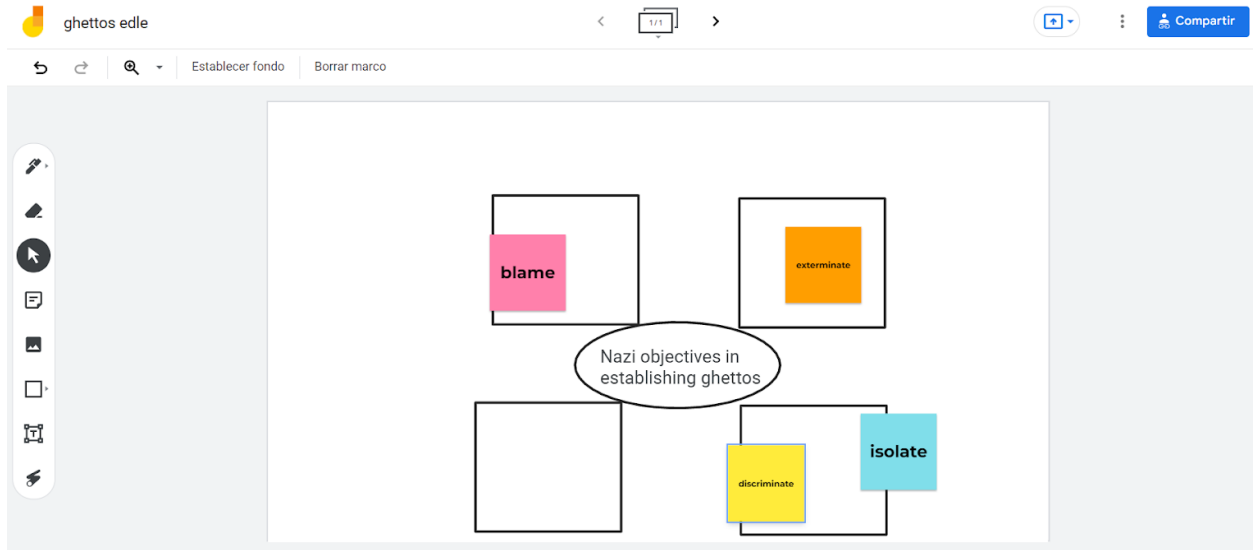 ghettos edle
1/1
Compartir
Establecer fondo
Borrar marco
blame
exterminate
Nazi objectives in
establishing ghettos
isolate
discriminate